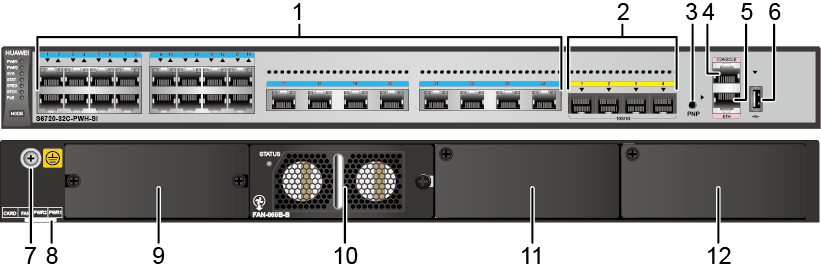 1 2 3 4 5 6
HUAWEI
CONSOLE
PWR1
PWR2
SYS
STAT
SPED
STCK
PoE
MODE
S6720-32C-PWH-SI
10GE/1G
PNP
ETH
STATUS
FAN-060B-B
CARD FAN PWR2 PWR1
7 8 9 10 11 12